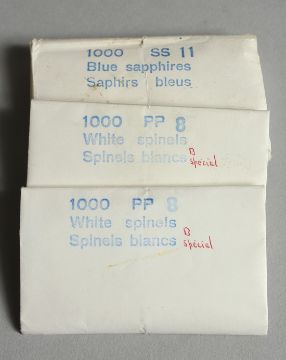 1000 SS 11
Blue sapphires
Saphirs bleus
1000 PP 8
White spinels
Spinels blancs B
special
1000 PP 8
White spinels
Spinels blancs B
special